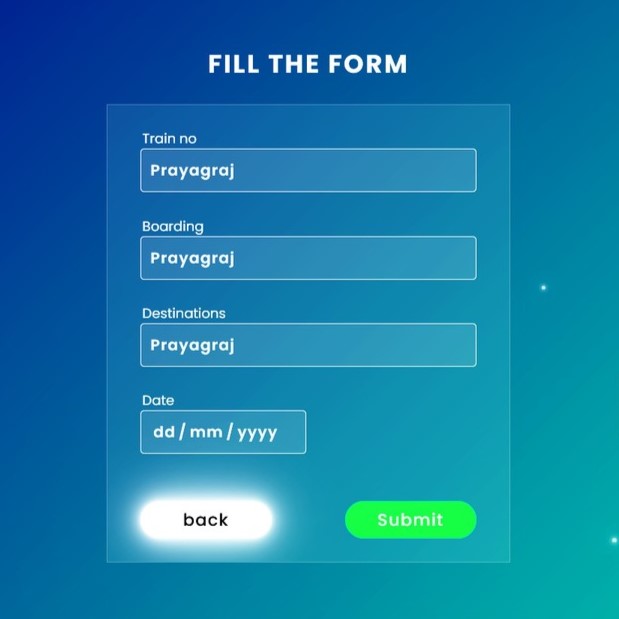 FILL THE FORM
Train no
Prayagraj
Boarding
Prayagraj
Destinations
Prayagraj
Date
dd / mm / yyyy
back Submit